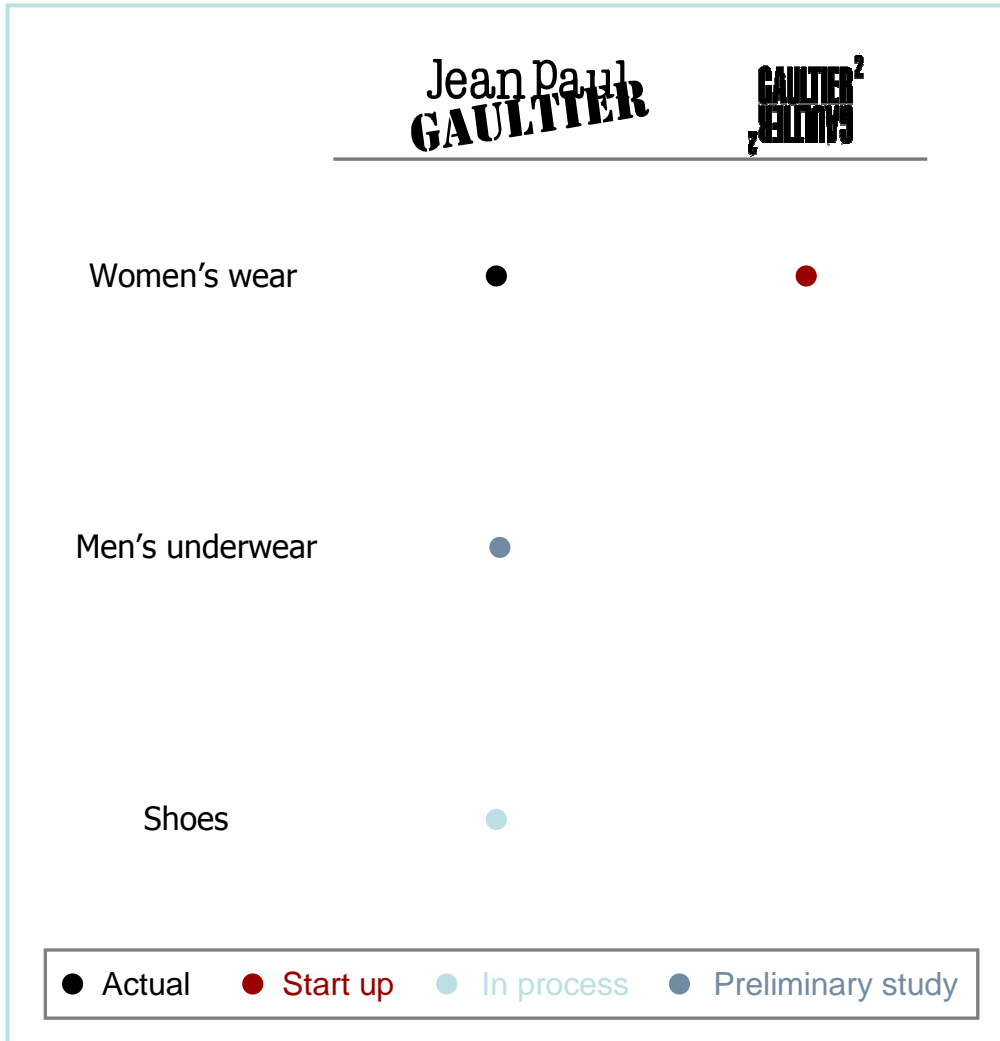 Jean Paul
GAULTIER
GAULTIER²
GAULTIER²
Women’s wear
Men’s underwear
Shoes
Actual Start up In process Preliminary study